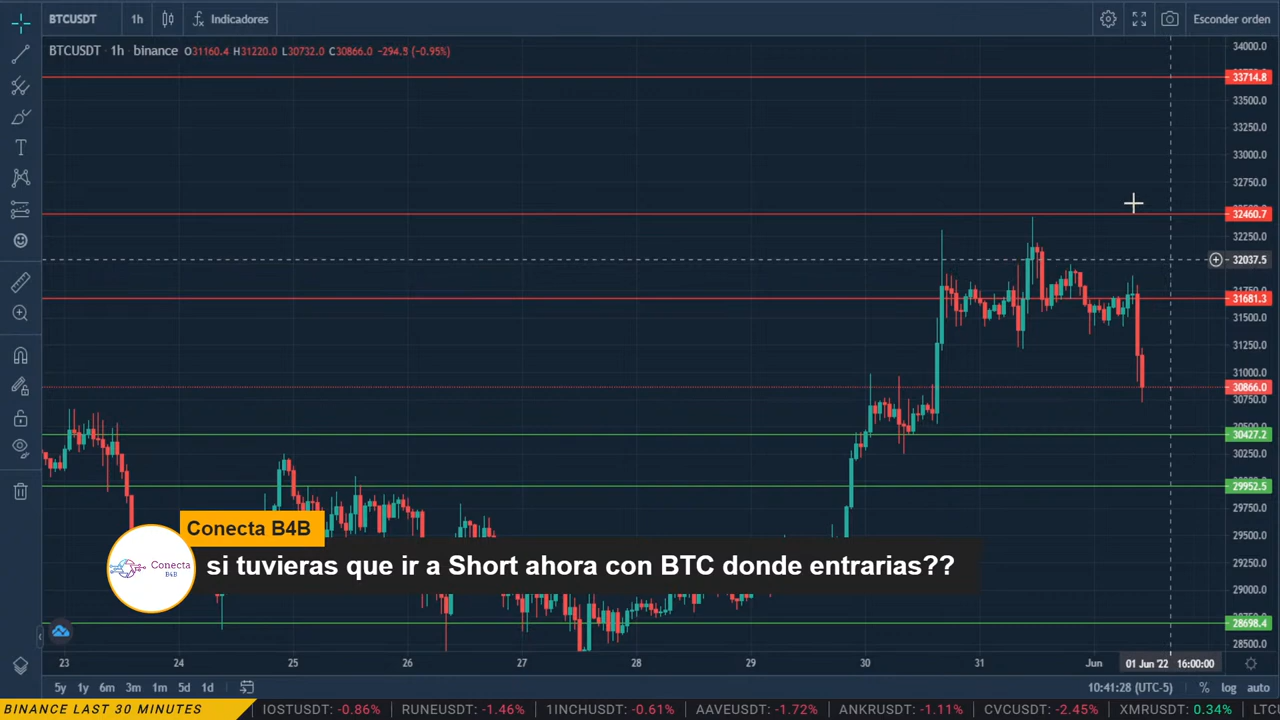 BTCUSDT 1h Indicadores Esconder orden
BTCUSDT · 1h · binance O31160.4 H31220.0 L30732.0 C30866.0 -294.5 (-0.95%)
34000.0
33714.8
33500.0
33250.0
33000.0
32750.0
32460.7
32250.0
32037.5
31681.3
31500.0
31250.0
31000.0
30866.0
30750.0
30427.2
30250.0
29952.5
29750.0
29500.0
29250.0
29000.0
28698.4
28500.0
Conecta B4B
Conecta
B4B
si tuvieras que ir a Short ahora con BTC donde entrarias??
23 24 25 26 27 28 29 30 31 Jun 01 Jun '22 16:00:00
5y 1y 6m 3m 1m 5d 1d 10:41:28 (UTC-5) % log auto
BINANCE LAST 30 MINUTES IOSTUSDT: -0.86% RUNEUSDT: -1.46% 1INCHUSDT: -0.61% AAVEUSDT: -1.72% ANKRUSDT: -1.11% CVCUSDT: -2.45% XMRUSDT: 0.34% LTC